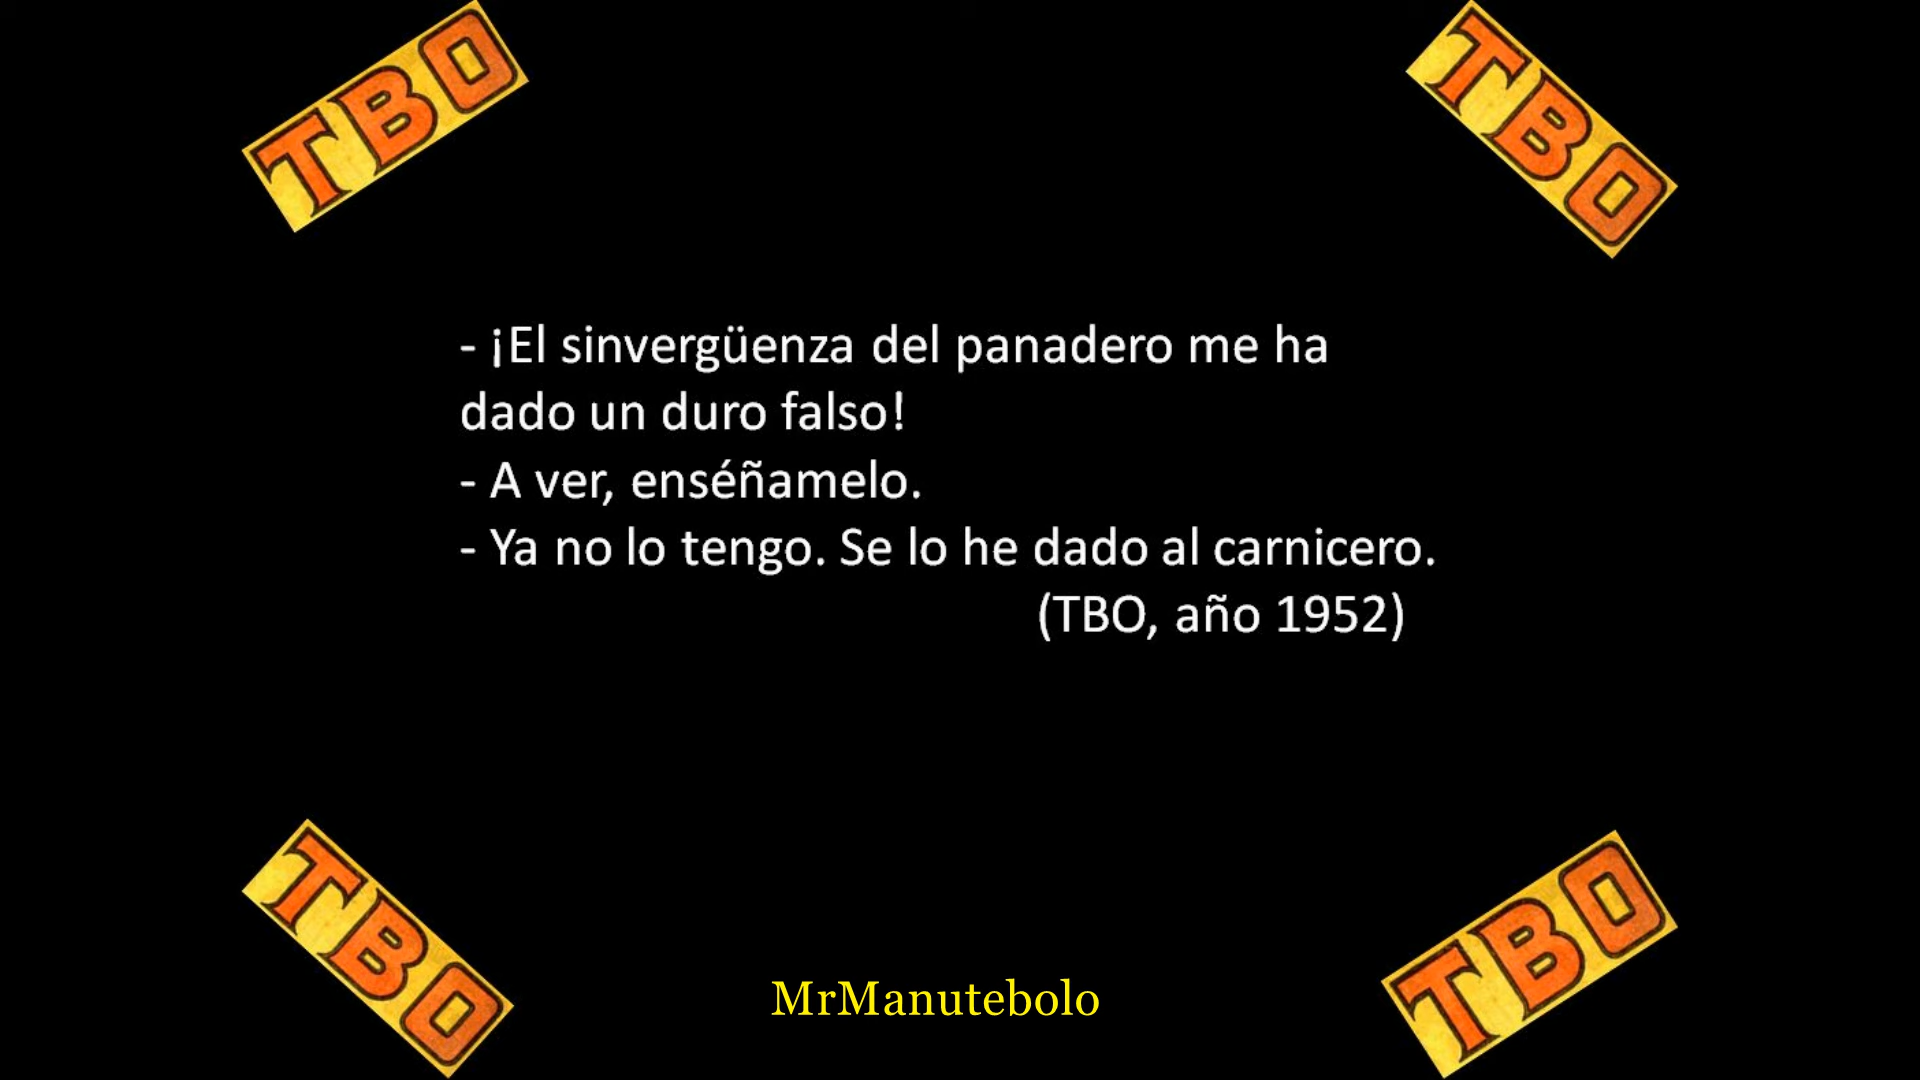 TBO
TBO
- ¡El sinvergüenza del panadero me ha
dado un duro falso!
- A ver, enséñamelo.
- Ya no lo tengo. Se lo he dado al carnicero.
(TBO, año 1952)
TBO
TBO
MrManutebolo